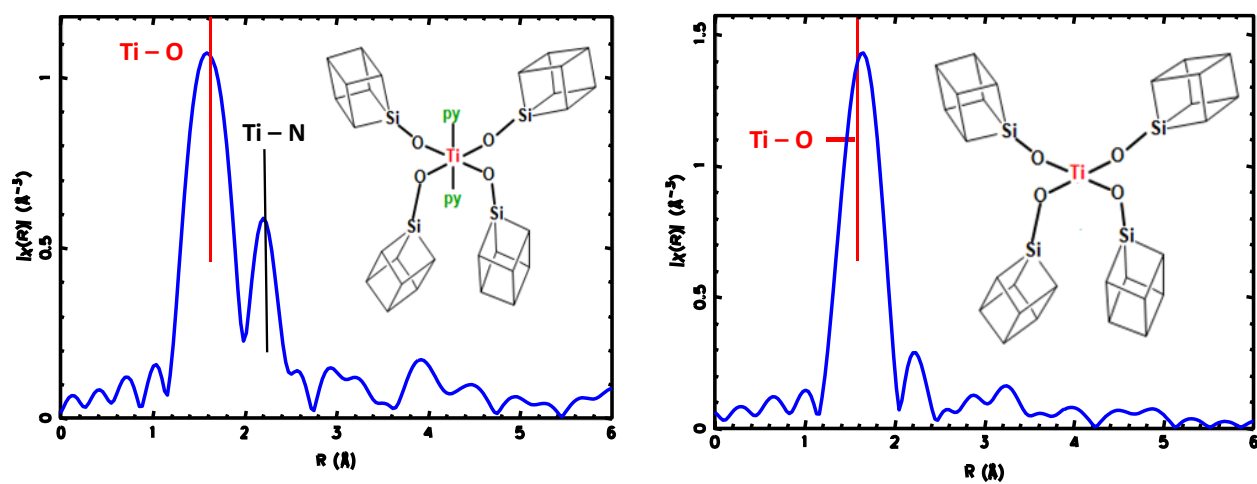 Ti – O
Ti – N
Si
Si
py
O
O
Ti
O
O
py
Si
Si
|χ(R)| (Å⁻³)
0
0.5
1
0
1
2
3
4
5
6
R (Å)
Ti – O
Si
Si
O
O
Ti
O
O
Si
Si
|χ(R)| (Å⁻³)
0
0.5
1
1.5
0
1
2
3
4
5
6
R (Å)